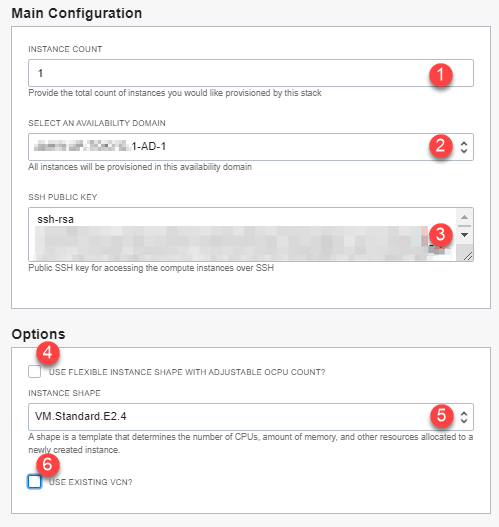 Main Configuration
INSTANCE COUNT
1
1
Provide the total count of instances you would like provisioned by this stack
SELECT AN AVAILABILITY DOMAIN
1-AD-1
2
All instances will be provisioned in this availability domain
SSH PUBLIC KEY
ssh-rsa
3
Public SSH key for accessing the compute instances over SSH
Options
4
USE FLEXIBLE INSTANCE SHAPE WITH ADJUSTABLE OCPU COUNT?
INSTANCE SHAPE
VM.Standard.E2.4
5
A shape is a template that determines the number of CPUs, amount of memory, and other resources allocated to a
newly created instance.
6
USE EXISTING VCN?